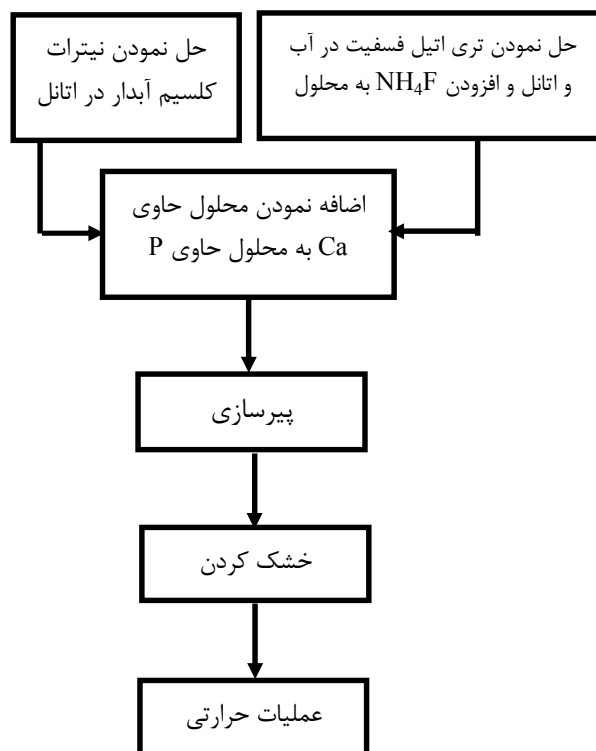 حل نمودن تری اتیل فسفیت در آب
و اتانل و افزودن NH₄F به محلول
حل نمودن نیترات
کلسیم آبدار در اتانل
اضافه نمودن محلول حاوی
Ca به محلول حاوی P
پیرسازی
خشک کردن
عملیات حرارتی